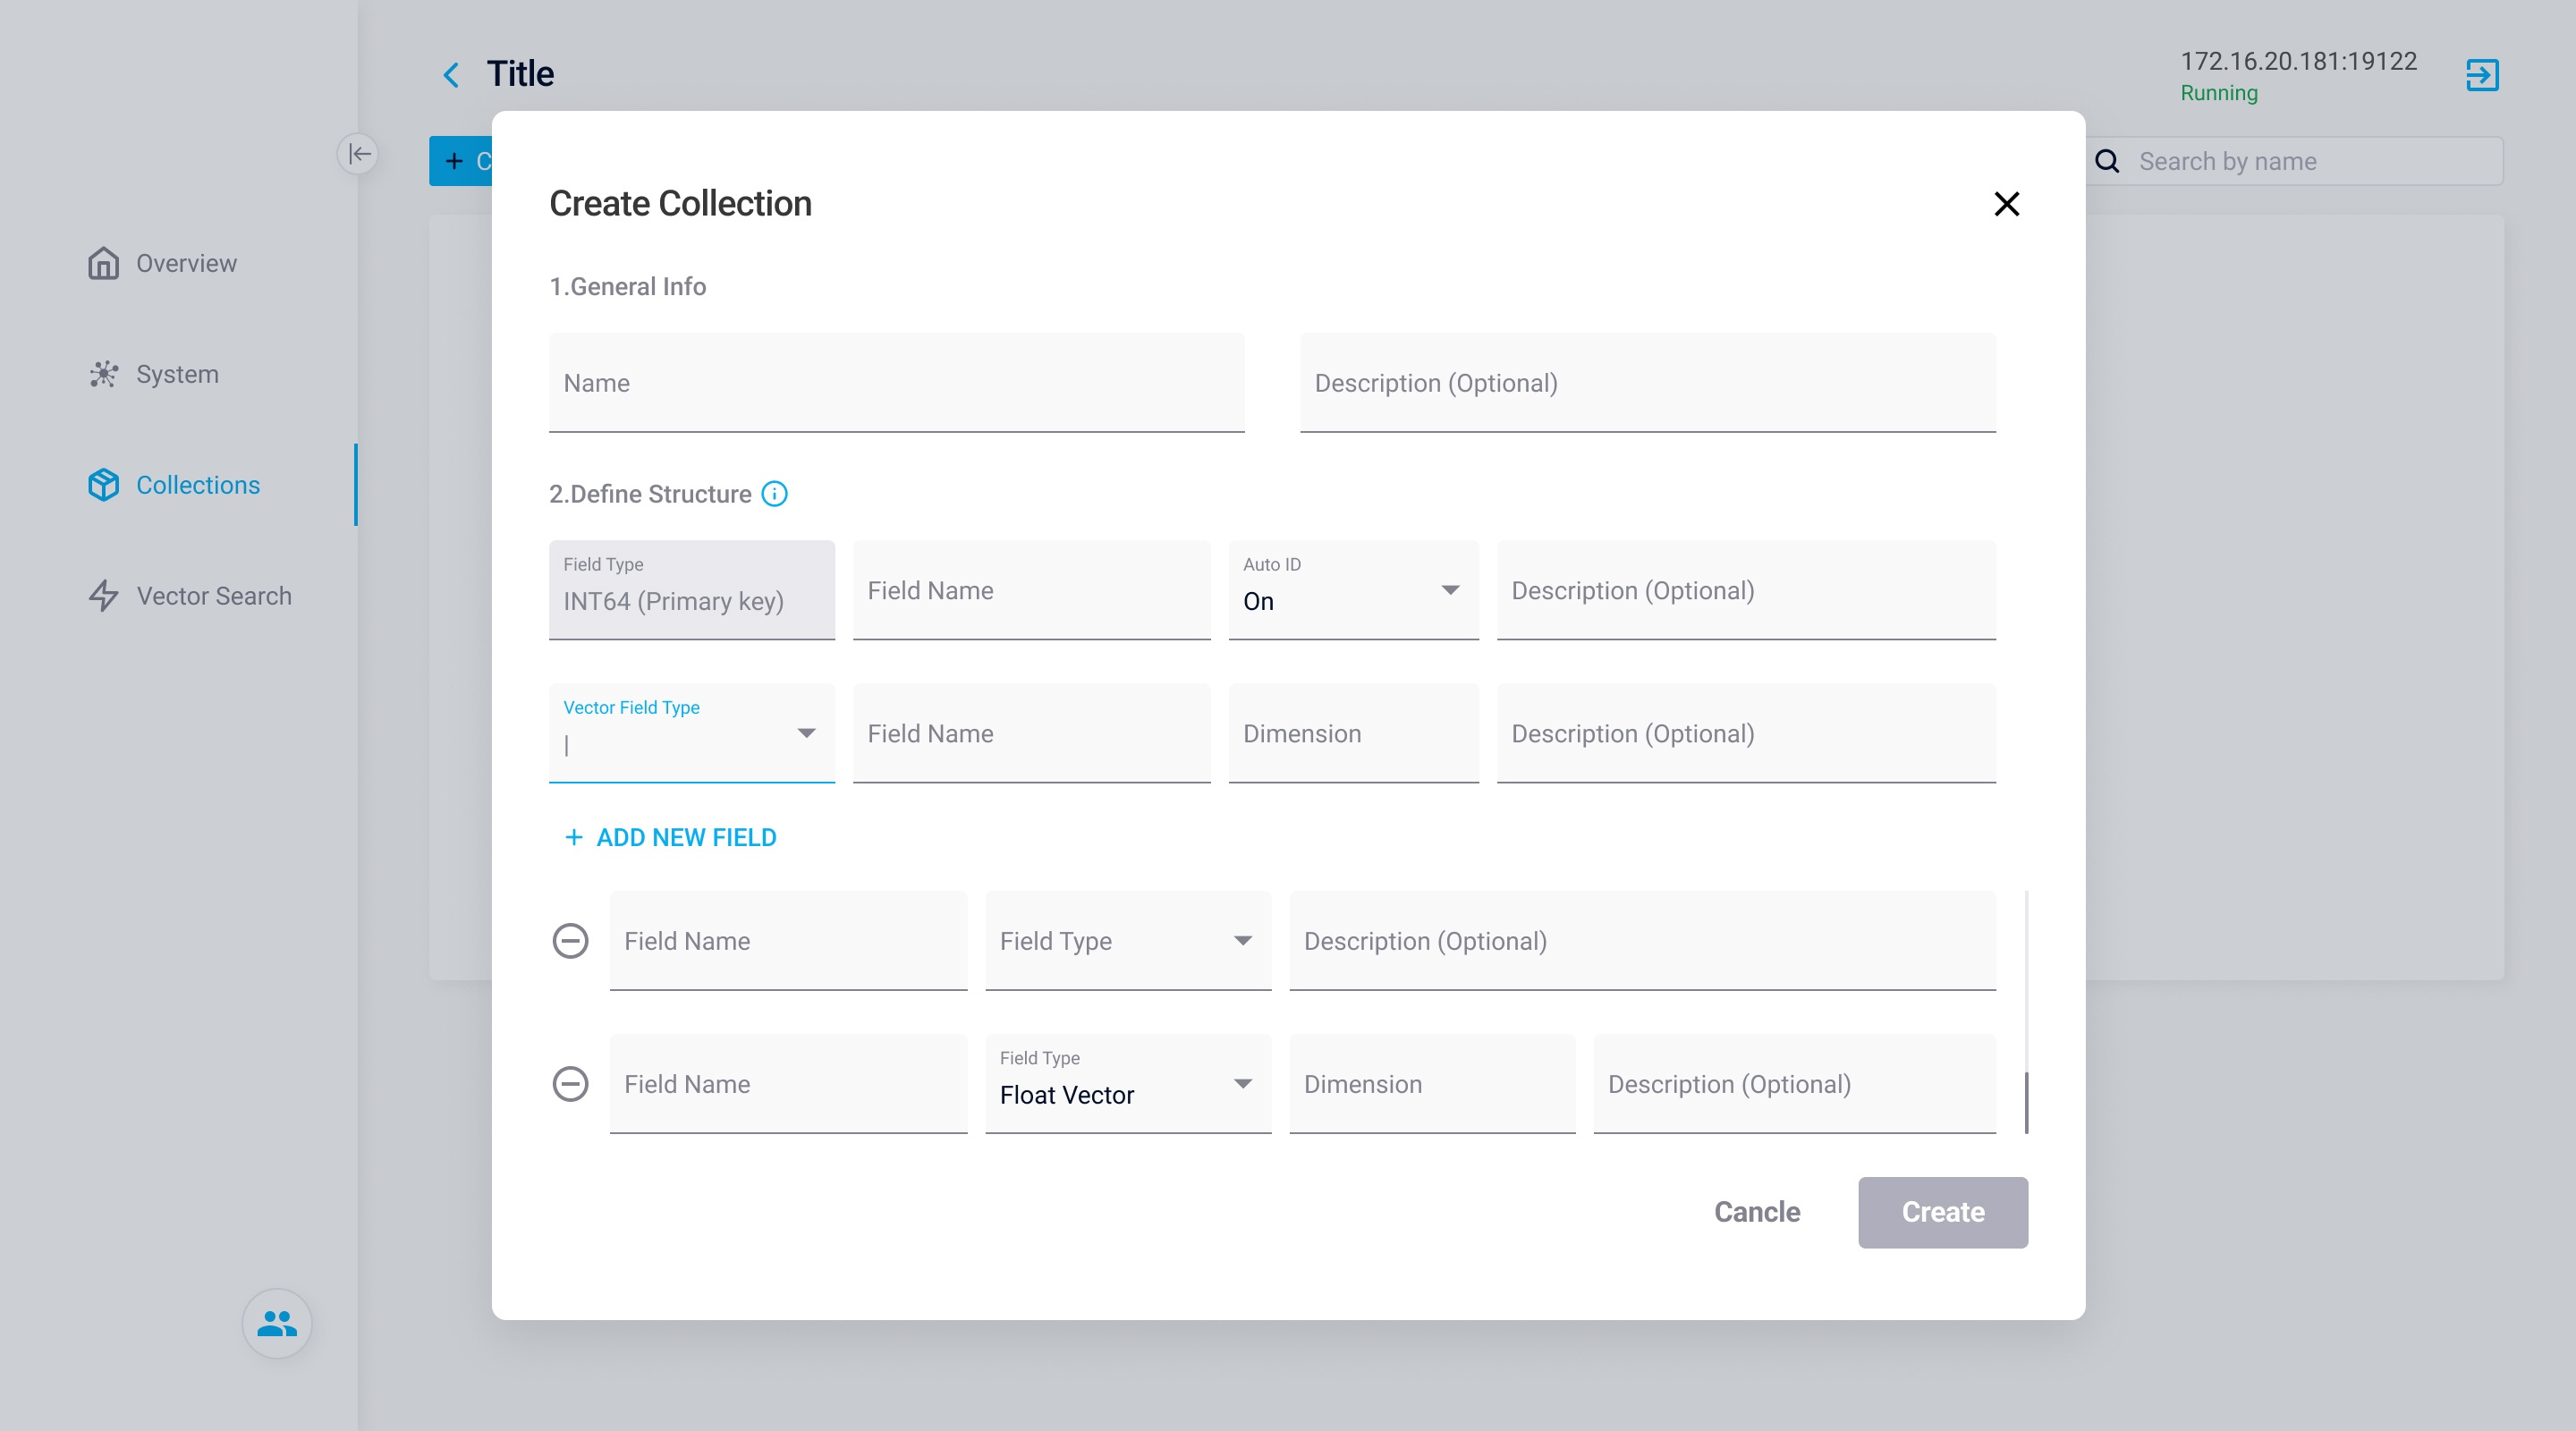 Title
172.16.20.181:19122
Running
C
Search by name
Overview
System
Collections
Vector Search
Create Collection
1.General Info
Name
Description (Optional)
2.Define Structure
Field Type
INT64 (Primary key)
Field Name
Auto ID
On
Description (Optional)
Vector Field Type
Field Name
Dimension
Description (Optional)
+ ADD NEW FIELD
Field Name
Field Type
Description (Optional)
Field Name
Field Type
Float Vector
Dimension
Description (Optional)
Cancle
Create